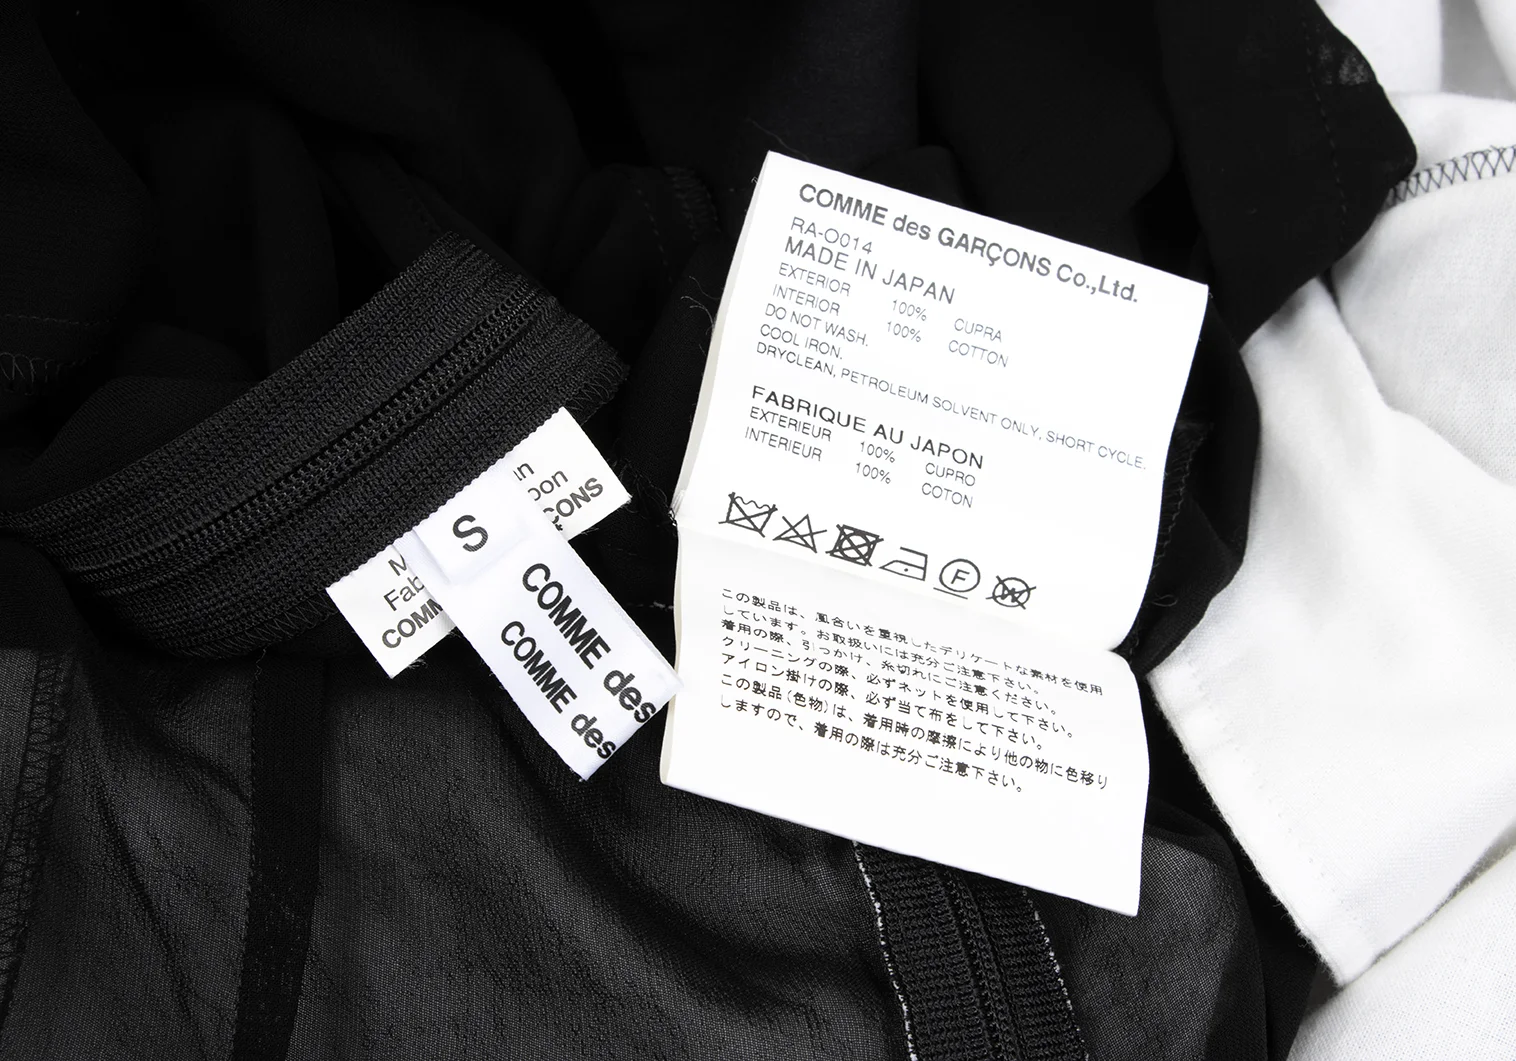 COMME des GARÇONS Co.,Ltd.
RA-O014
MADE IN JAPAN
EXTERIOR 100% CUPRA
INTERIOR 100% COTTON
DO NOT WASH.
COOL IRON.
DRYCLEAN, PETROLEUM SOLVENT ONLY, SHORT CYCLE.
FABRIQUE AU JAPON
EXTERIEUR 100% CUPRO
INTERIEUR 100% COTON
F
W
この製品は、風合いを重視したデリケートな素材を使用
しています。お取扱いには充分ご注意下さい。
着用の際、引っかけ、糸切れにご注意ください。
クリーニングの際、必ずネットを使用して下さい。
アイロン掛けの際、必ず当て布をして下さい。
この製品(色物)は、着用時の摩擦により他の物に色移り
しますので、着用の際は充分ご注意下さい。
S
COMME des
COMME des
M
Fab
COMM
in
pon
ÇONS